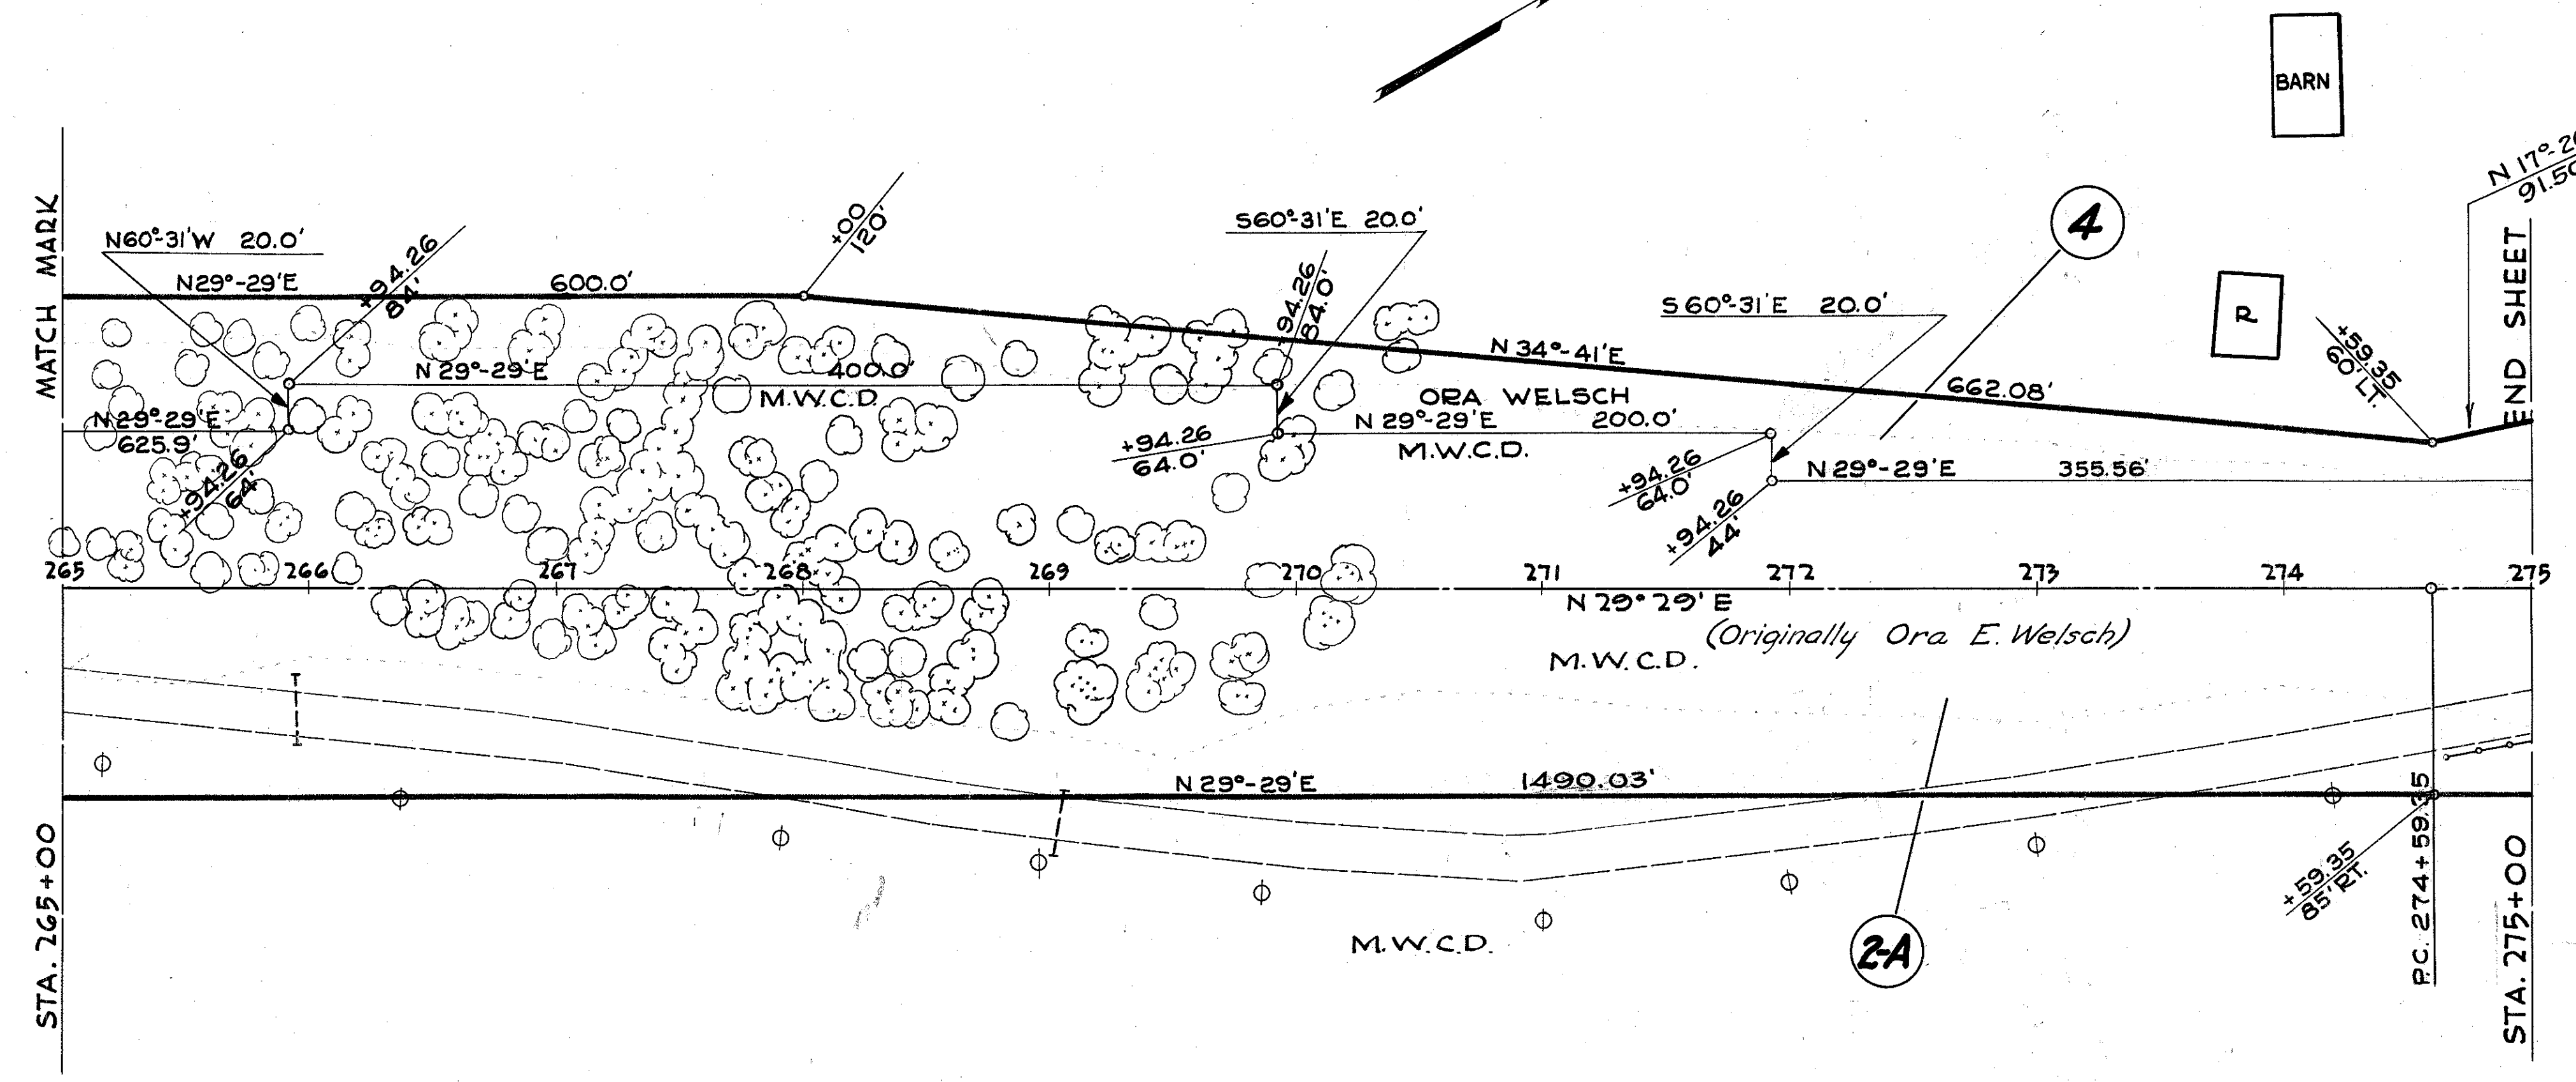 BARN
N 17°-2
91.50
MATCH MARK
N60°-31'W 20.0'
+94.26
84'
+00
120'
S60°-31'E 20.0'
+94.26
84.0'
4
N29°-29'E 600.0'
S60°-31'E 20.0'
R
END SHEET
+59.35
60' LT.
N 34°-41'E
662.08'
N 29°-29'E 400.0'
M.W.C.D.
ORA WELSCH
N29°-29'E
625.9'
+94.26
64'
N 29°-29'E 200.0'
M.W.C.D.
+94.26
64.0'
+94.26
64.0'
+94.26
44'
N 29°-29'E 355.56'
265 266 267 268 269 270 271 272 273 274 275
N 29° 29' E
(Originally Ora E. Welsch)
M.W.C.D.
N 29°-29'E 1490.03'
P.C. 274+59.35
+59.35
85' RT.
STA. 265+00
M.W.C.D.
2-A
STA. 275+00